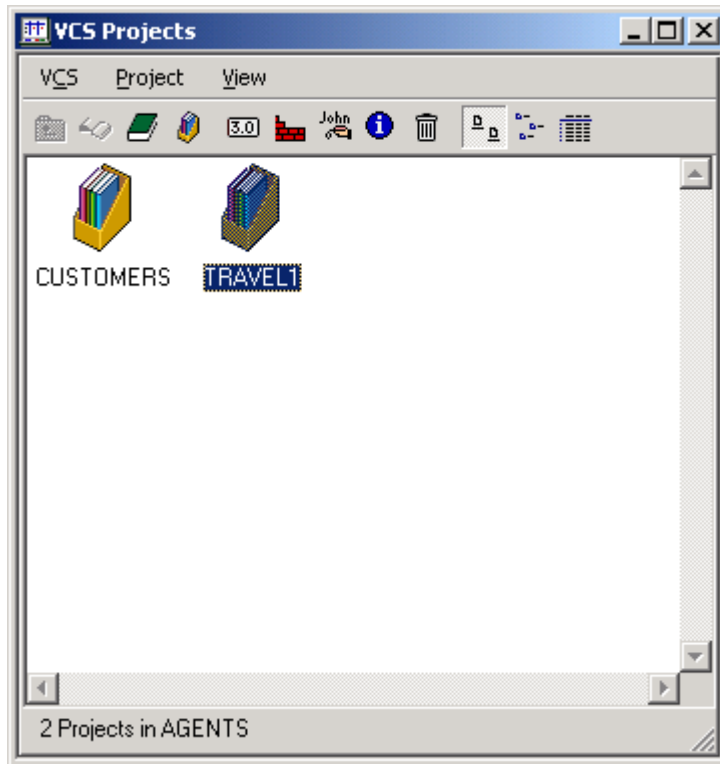 VCS Projects
VCS Project View
3.0 John
CUSTOMERS TRAVEL1
2 Projects in AGENTS